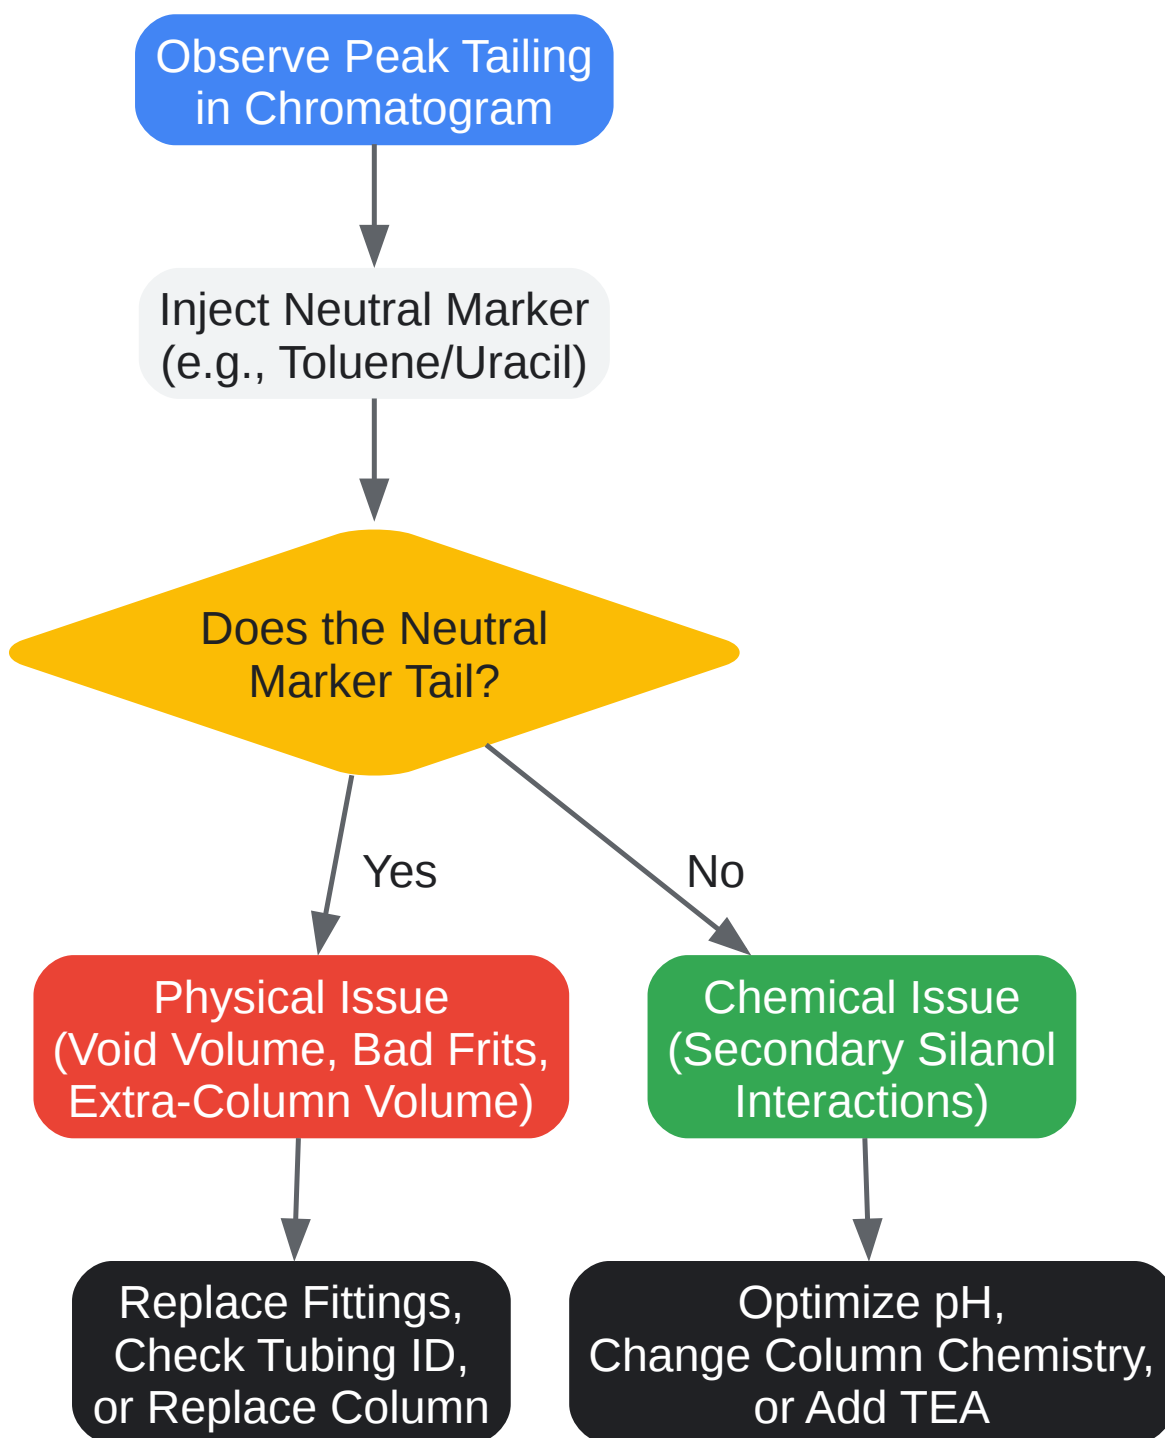 Observe Peak Tailing
in Chromatogram
Inject Neutral Marker
(e.g., Toluene/Uracil)
Does the Neutral
Marker Tail?
Yes
No
Physical Issue
(Void Volume, Bad Frits,
Extra-Column Volume)
Chemical Issue
(Secondary Silanol
Interactions)
Replace Fittings,
Check Tubing ID,
or Replace Column
Optimize pH,
Change Column Chemistry,
or Add TEA